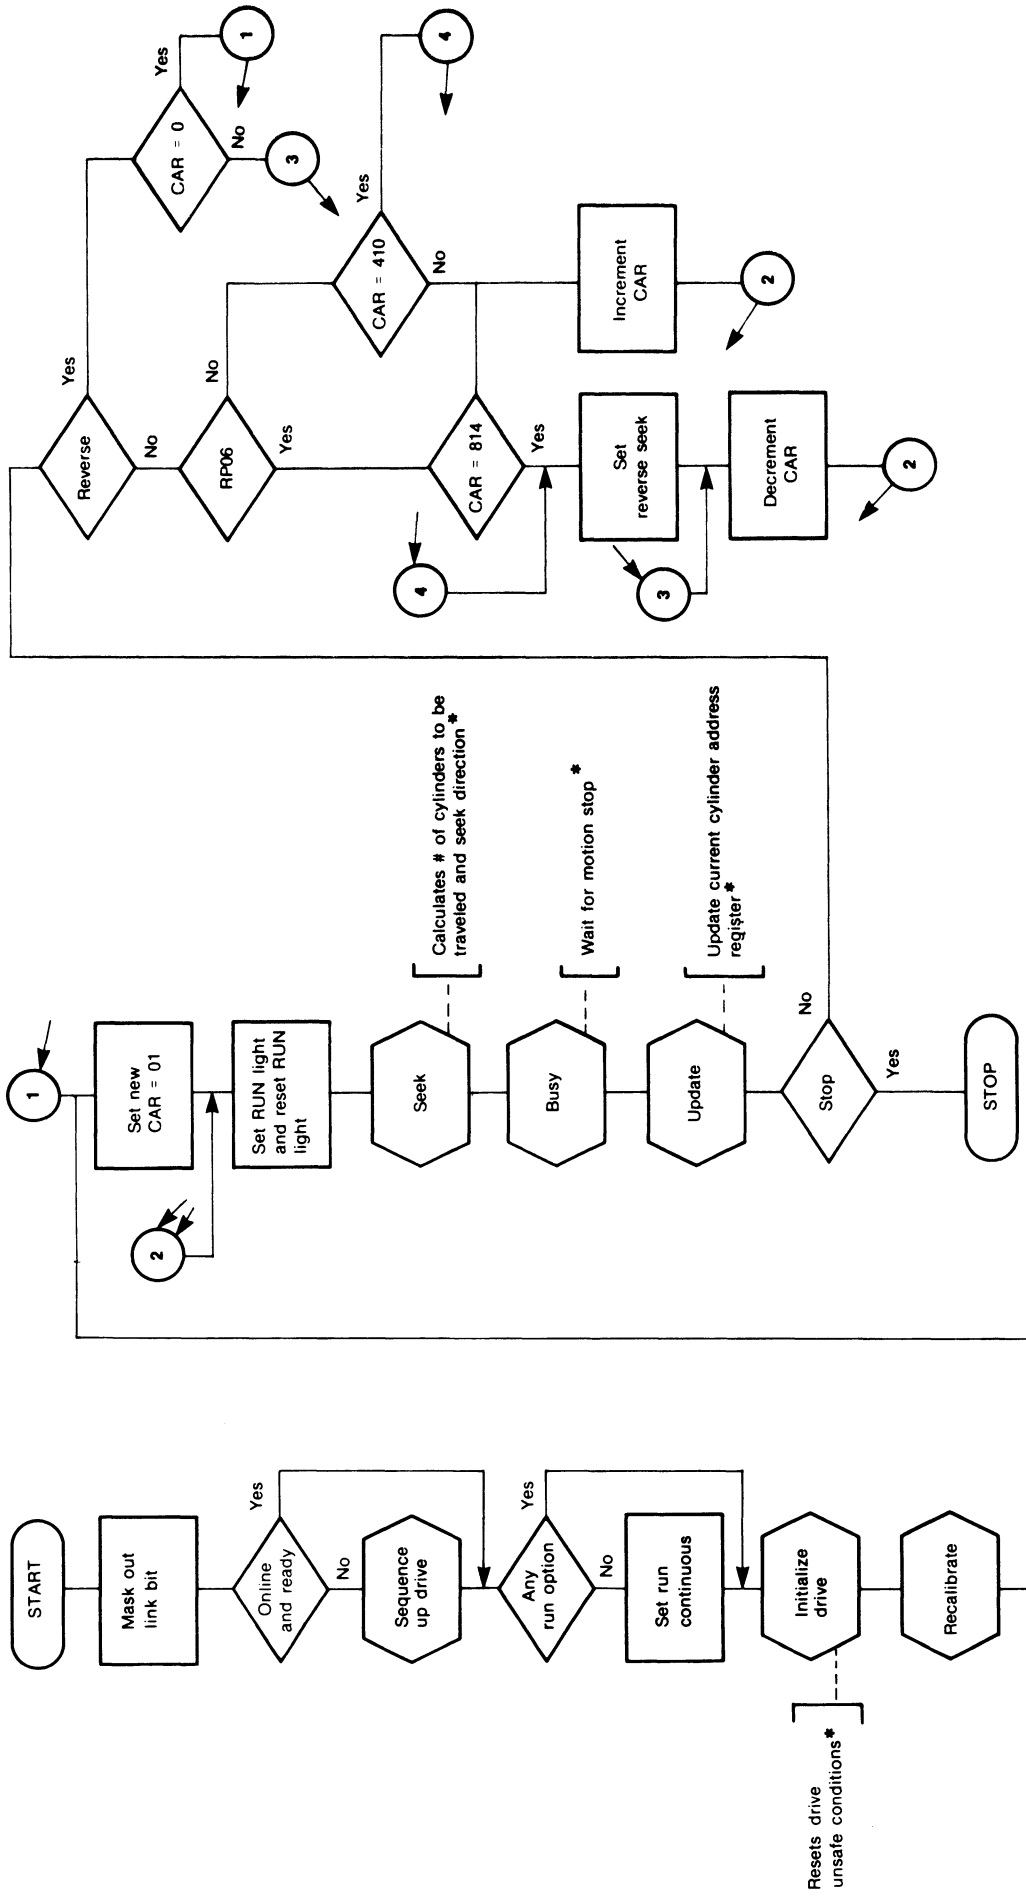 START
Mask out
link bit
Online
and ready
Yes
No
Sequence
up drive
Any
run option
Yes
No
Set run
continuous
Initialize
drive
Resets drive
unsafe conditions*
Recalibrate
1
Set new
CAR = 01
2
Set RUN light
and reset RUN
light
Seek
Calculates # of cylinders to be
traveled and seek direction*
Busy
Wait for motion stop*
Update
Update current cylinder address
register*
Stop
No
Yes
STOP
Reverse
Yes
No
CAR = 0
Yes
1
No
3
RP06
No
Yes
CAR = 410
Yes
4
No
4
CAR = 814
Yes
Set
reverse seek
3
Decrement
CAR
2
Increment
CAR
2